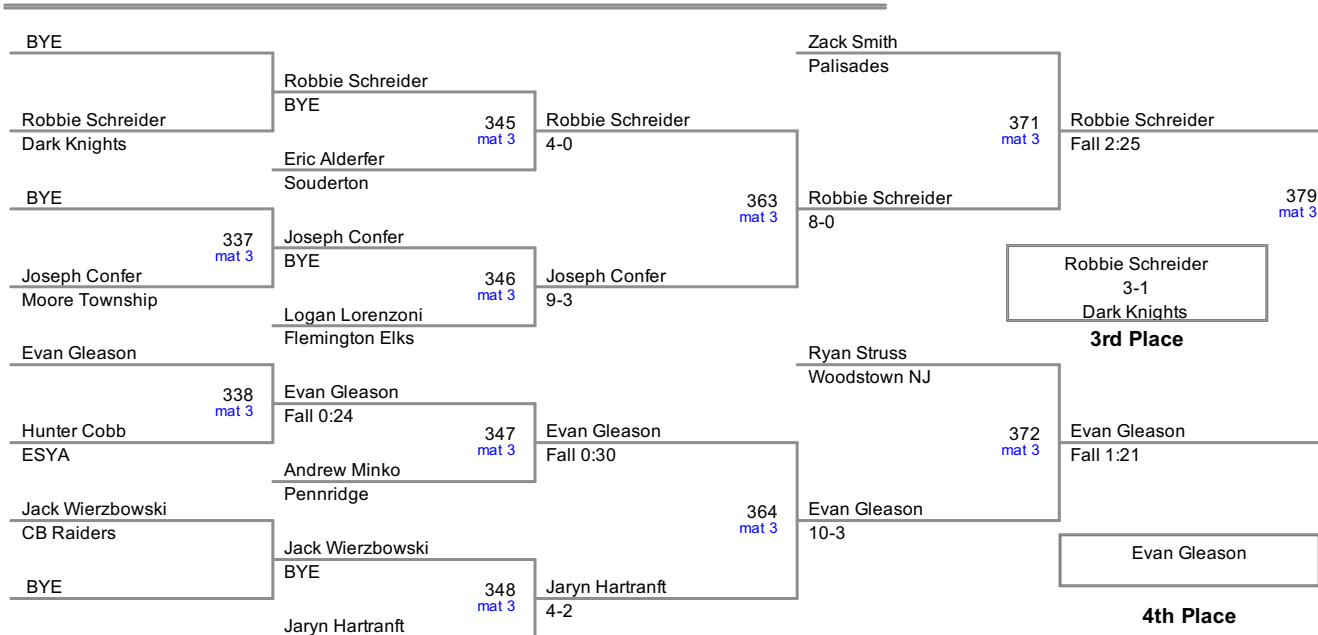 BYE
Zack Smith
Palisades
Robbie Schreider
BYE
Robbie Schreider
Dark Knights
345
mat 3
Robbie Schreider
4-0
371
mat 3
Robbie Schreider
Fall 2:25
Eric Alderfer
Souderton
BYE
363
mat 3
Robbie Schreider
8-0
379
mat 3
337
mat 3
Joseph Confer
BYE
Joseph Confer
Moore Township
346
mat 3
Joseph Confer
9-3
Robbie Schreider
3-1
Dark Knights
3rd Place
Logan Lorenzoni
Flemington Elks
Evan Gleason
Ryan Struss
Woodstown NJ
338
mat 3
Evan Gleason
Fall 0:24
Hunter Cobb
ESYA
347
mat 3
Evan Gleason
Fall 0:30
372
mat 3
Evan Gleason
Fall 1:21
Andrew Minko
Pennridge
Jack Wierzbowski
CB Raiders
364
mat 3
Evan Gleason
10-3
Jack Wierzbowski
BYE
Evan Gleason
4th Place
BYE
348
mat 3
Jaryn Hartranft
4-2
Jaryn Hartranft